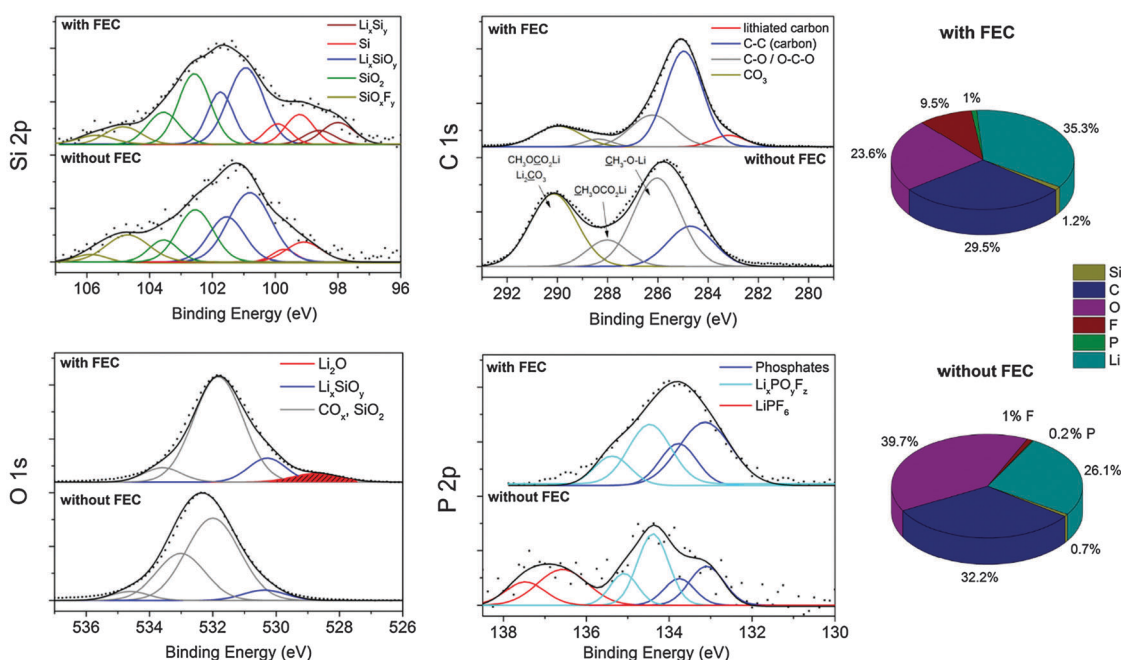 with FEC
LiₓSiᵧ
Si
LiₓSiOᵧ
SiO₂
SiOₓFᵧ
without FEC
Si 2p
106 104 102 100 98 96
Binding Energy (eV)
with FEC
lithiated carbon
C-C (carbon)
C-O / O-C-O
CO₃
without FEC
CH₃OCO₂Li
Li₂CO₃
CH₃OCO₂Li
CH₃-O-Li
C 1s
292 290 288 286 284 282 280
Binding Energy (eV)
with FEC
9.5%
1%
35.3%
23.6%
1.2%
29.5%
Si
C
O
F
P
Li
with FEC
Li₂O
LiₓSiOᵧ
COₓ, SiO₂
without FEC
O 1s
536 534 532 530 528 526
Binding Energy (eV)
with FEC
Phosphates
LiₓPOᵧF_z
LiPF₆
without FEC
P 2p
138 136 134 132 130
Binding Energy (eV)
without FEC
1% F
0.2% P
39.7%
26.1%
0.7%
32.2%